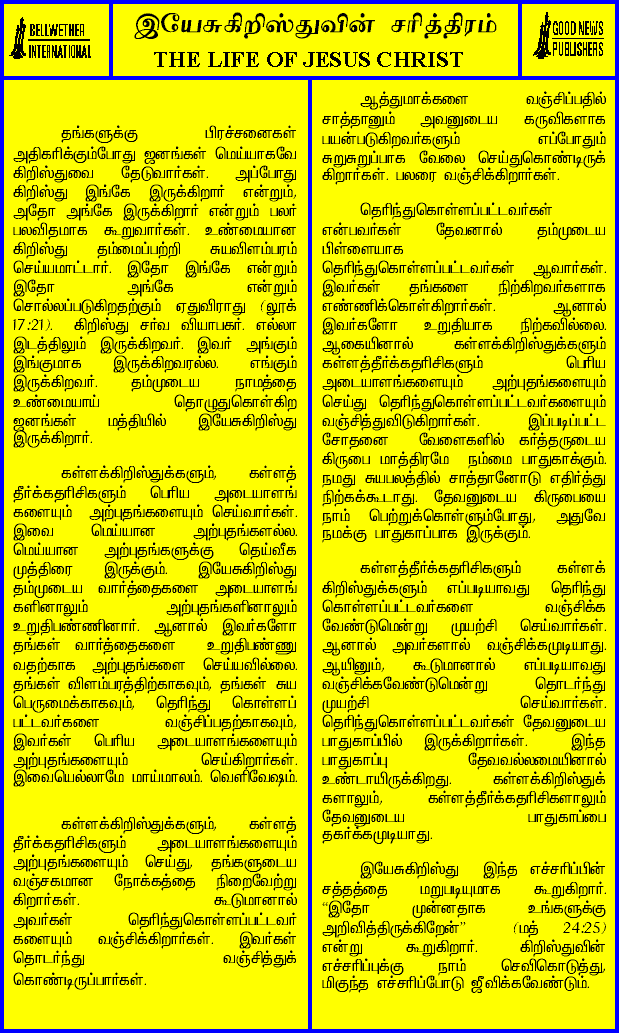 BELLWETHER
INTERNATIONAL
இயேசுகிறிஸ்துவின் சரித்திரம்
THE LIFE OF JESUS CHRIST
GOOD NEWS
PUBLISHERS
தங்களுக்கு பிரச்சனைகள்
அதிகரிக்கும்போது ஜனங்கள் மெய்யாகவே
கிறிஸ்துவை தேடுவார்கள். அப்போது
கிறிஸ்து இங்கே இருக்கிறார் என்றும்,
அதோ அங்கே இருக்கிறார் என்றும் பலர்
பலவிதமாக கூறுவார்கள். உண்மையான
கிறிஸ்து தம்மைப்பற்றி சுயவிளம்பரம்
செய்யமாட்டார். இதோ இங்கே என்றும்
இதோ அங்கே என்றும்
சொல்லப்படுகிறதற்கும் ஏதுவிராது (லூக்
17:21). கிறிஸ்து சர்வ வியாபகர். எல்லா
இடத்திலும் இருக்கிறவர். இவர் அங்கும்
இங்குமாக இருக்கிறவரல்ல. எங்கும்
இருக்கிறவர். தம்முடைய நாமத்தை
உண்மையாய் தொழுதுகொள்கிற
ஜனங்கள் மத்தியில் இயேசுகிறிஸ்து
இருக்கிறார்.
கள்ளக்கிறிஸ்துக்களும், கள்ளத்
தீர்க்கதரிசிகளும் பெரிய அடையாளங்
களையும் அற்புதங்களையும் செய்வார்கள்.
இவை மெய்யான அற்புதங்களல்ல.
மெய்யான அற்புதங்களுக்கு தெய்வீக
முத்திரை இருக்கும். இயேசுகிறிஸ்து
தம்முடைய வார்த்தைகளை அடையாளங்
களினாலும் அற்புதங்களினாலும்
உறுதிபண்ணினார். ஆனால் இவர்களோ
தங்கள் வார்த்தைகளை உறுதிபண்ணு
வதற்காக அற்புதங்களை செய்யவில்லை.
தங்கள் விளம்பரத்திற்காகவும், தங்கள் சுய
பெருமைக்காகவும், தெரிந்து கொள்ளப்
பட்டவர்களை வஞ்சிப்பதற்காகவும்,
இவர்கள் பெரிய அடையாளங்களையும்
அற்புதங்களையும் செய்கிறார்கள்.
இவையெல்லாமே மாய்மாலம். வெளிவேஷம்.
கள்ளக்கிறிஸ்துக்களும், கள்ளத்
தீர்க்கதரிசிகளும் அடையாளங்களையும்
அற்புதங்களையும் செய்து, தங்களுடைய
வஞ்சகமான நோக்கத்தை நிறைவேற்று
கிறார்கள். கூடுமானால்
அவர்கள் தெரிந்துகொள்ளப்பட்டவர்
களையும் வஞ்சிக்கிறார்கள். இவர்கள்
தொடர்ந்து வஞ்சித்துக்
கொண்டிருப்பார்கள்.
ஆத்துமாக்களை வஞ்சிப்பதில்
சாத்தானும் அவனுடைய கருவிகளாக
பயன்படுகிறவர்களும் எப்போதும்
சுறுசுறுப்பாக வேலை செய்துகொண்டிருக்
கிறார்கள். பலரை வஞ்சிக்கிறார்கள்.
தெரிந்துகொள்ளப்பட்டவர்கள்
என்பவர்கள் தேவனால் தம்முடைய
பிள்ளையாக
தெரிந்துகொள்ளப்பட்டவர்கள் ஆவார்கள்.
இவர்கள் தங்களை நிற்கிறவர்களாக
எண்ணிக்கொள்கிறார்கள். ஆனால்
இவர்களோ உறுதியாக நிற்கவில்லை.
ஆகையினால் கள்ளக்கிறிஸ்துக்களும்
கள்ளத்தீர்க்கதரிசிகளும் பெரிய
அடையாளங்களையும் அற்புதங்களையும்
செய்து தெரிந்துகொள்ளப்பட்டவர்களையும்
வஞ்சித்துவிடுகிறார்கள். இப்படிப்பட்ட
சோதனை வேளைகளில் கர்த்தருடைய
கிருபை மாத்திரமே நம்மை பாதுகாக்கும்.
நமது சுயபலத்தில் சாத்தானோடு எதிர்த்து
நிற்கக்கூடாது. தேவனுடைய கிருபையை
நாம் பெற்றுக்கொள்ளும்போது, அதுவே
நமக்கு பாதுகாப்பாக இருக்கும்.
கள்ளத்தீர்க்கதரிசிகளும் கள்ளக்
கிறிஸ்துக்களும் எப்படியாவது தெரிந்து
கொள்ளப்பட்டவர்களை வஞ்சிக்க
வேண்டுமென்று முயற்சி செய்வார்கள்.
ஆனால் அவர்களால் வஞ்சிக்கமுடியாது.
ஆயினும், கூடுமானால் எப்படியாவது
வஞ்சிக்கவேண்டுமென்று தொடர்ந்து
முயற்சி செய்வார்கள்.
தெரிந்துகொள்ளப்பட்டவர்கள் தேவனுடைய
பாதுகாப்பில் இருக்கிறார்கள். இந்த
பாதுகாப்பு தேவவல்லமையினால்
உண்டாயிருக்கிறது. கள்ளக்கிறிஸ்துக்
களாலும், கள்ளத்தீர்க்கதரிசிகளாலும்
தேவனுடைய பாதுகாப்பை
தகர்க்கமுடியாது.
இயேசுகிறிஸ்து இந்த எச்சரிப்பின்
சத்தத்தை மறுபடியுமாக கூறுகிறார்.
“இதோ முன்னதாக உங்களுக்கு
அறிவித்திருக்கிறேன்” (மத் 24:25)
என்று கூறுகிறார். கிறிஸ்துவின்
எச்சரிப்புக்கு நாம் செவிகொடுத்து,
மிகுந்த எச்சரிப்போடு ஜீவிக்கவேண்டும்.